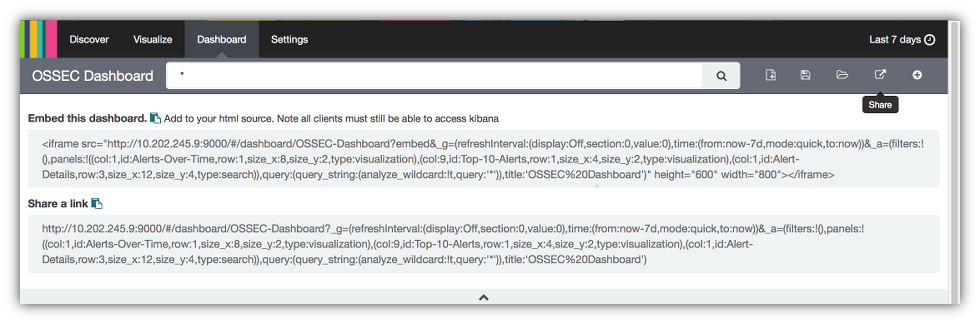 Discover Visualize Dashboard Settings Last 7 days
OSSEC Dashboard *
Share
Embed this dashboard. Add to your html source. Note all clients must still be able to access kibana
<iframe src="http://10.202.245.9:9000/#/dashboard/OSSEC-Dashboard?embed&_g=(refreshInterval:(display:Off,section:0,value:0),time:(from:now-7d,mode:quick,to:now))&_a=(filters:!
(),panels:!((col:1,id:Alerts-Over-Time,row:1,size_x:8,size_y:2,type:visualization),(col:9,id:Top-10-Alerts,row:1,size_x:4,size_y:2,type:visualization),(col:1,id:Alert-
Details,row:3,size_x:12,size_y:4,type:search)),query:(query_string:(analyze_wildcard:!t,query:'*')),title:'OSSEC%20Dashboard')" height="600" width="800"></iframe>
Share a link
http://10.202.245.9:9000/#/dashboard/OSSEC-Dashboard?_g=(refreshInterval:(display:Off,section:0,value:0),time:(from:now-7d,mode:quick,to:now))&_a=(filters:!(),panels:!
((col:1,id:Alerts-Over-Time,row:1,size_x:8,size_y:2,type:visualization),(col:9,id:Top-10-Alerts,row:1,size_x:4,size_y:2,type:visualization),(col:1,id:Alert-
Details,row:3,size_x:12,size_y:4,type:search)),query:(query_string:(analyze_wildcard:!t,query:'*')),title:'OSSEC%20Dashboard')